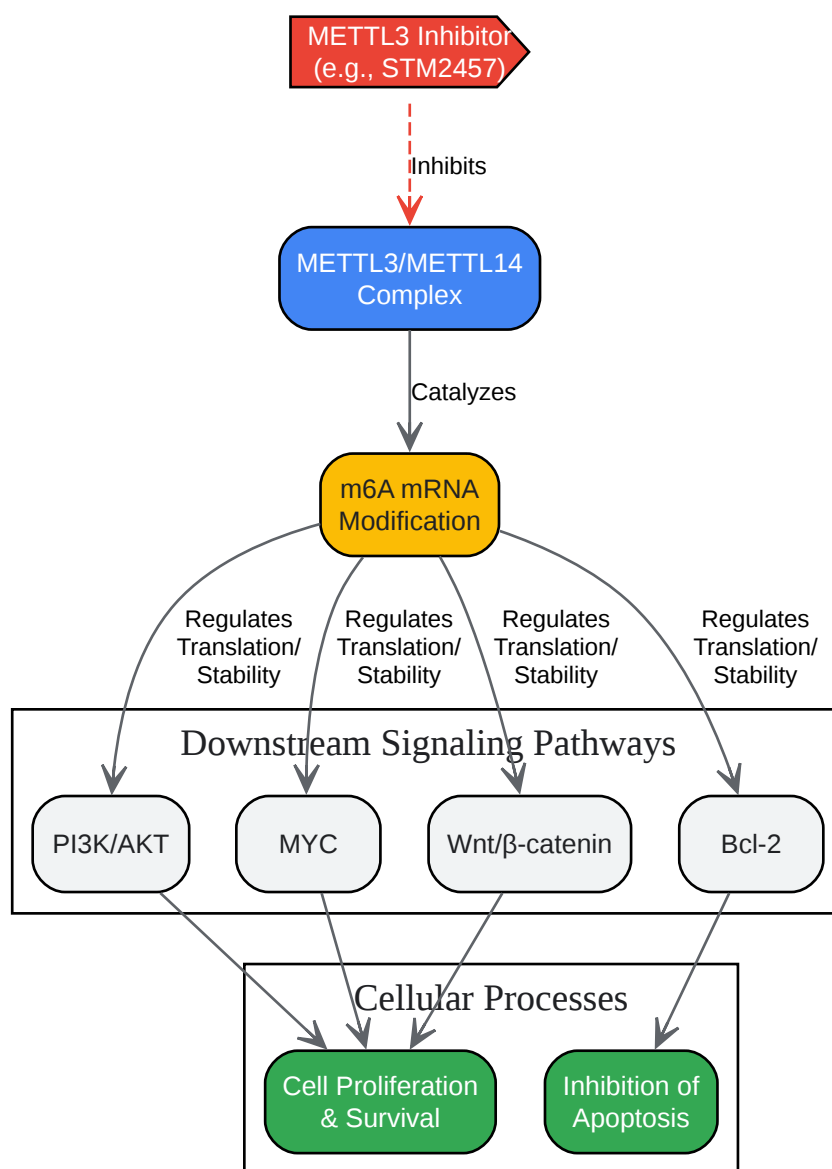 METTL3 Inhibitor
(e.g., STM2457)
Inhibits
METTL3/METTL14
Complex
Catalyzes
m6A mRNA
Modification
Regulates
Translation/
Stability
Regulates
Translation/
Stability
Regulates
Translation/
Stability
Regulates
Translation/
Stability
Downstream Signaling Pathways
PI3K/AKT
MYC
Wnt/β-catenin
Bcl-2
Cellular Processes
Cell Proliferation
& Survival
Inhibition of
Apoptosis